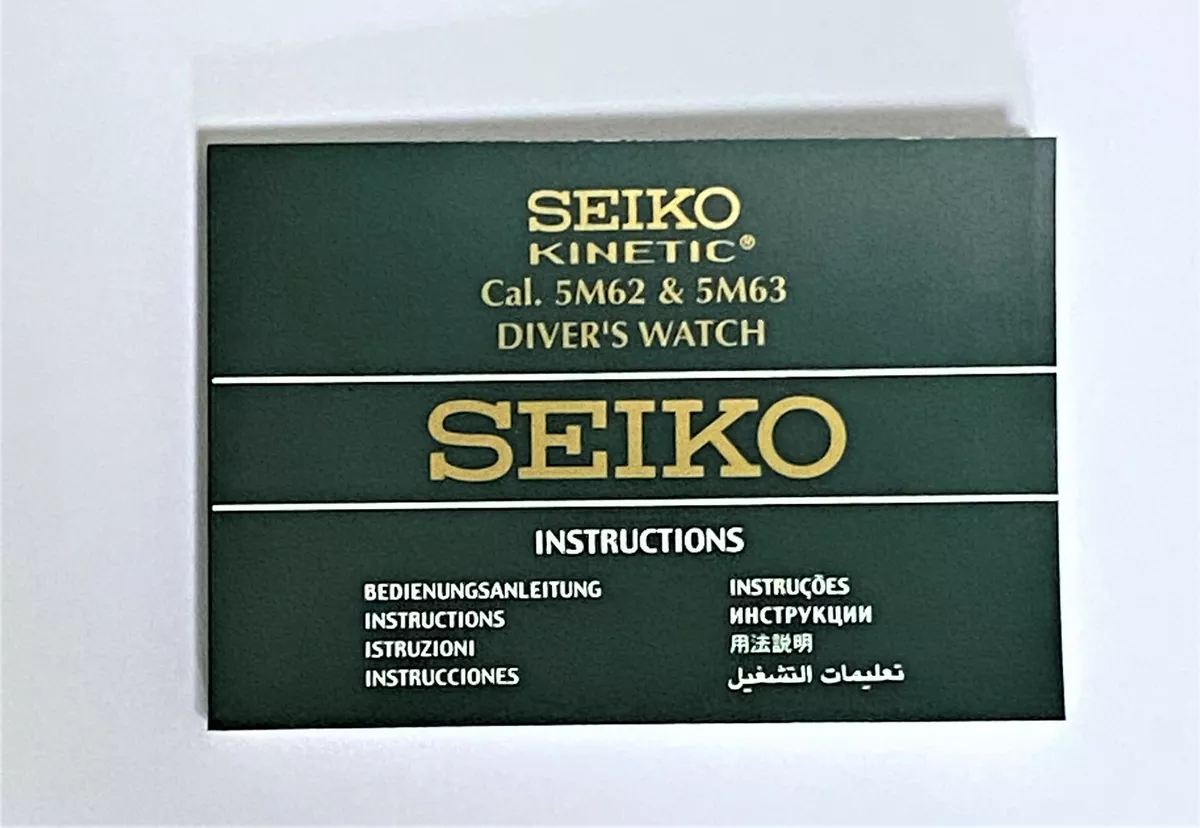 SEIKO
KINETIC®
Cal. 5M62 & 5M63
DIVER'S WATCH
SEIKO
INSTRUCTIONS
BEDIENUNGSANLEITUNG
INSTRUCTIONS
ISTRUZIONI
INSTRUCCIONES
INSTRUÇÕES
ИНСТРУКЦИИ
用法説明
تعليمات التشغيل